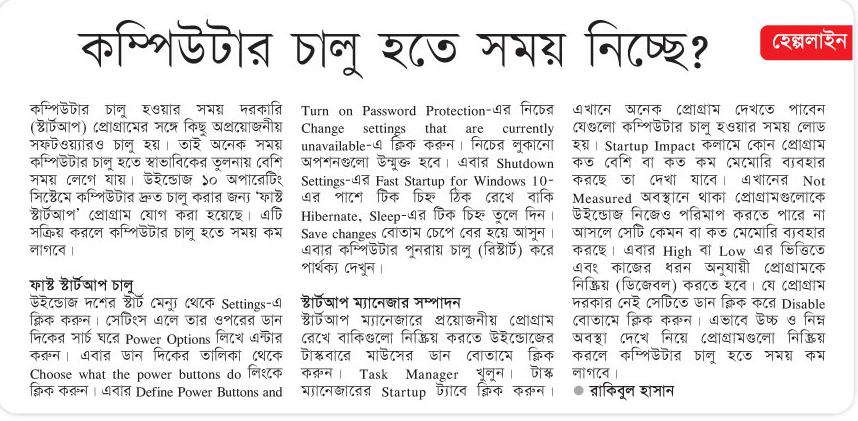 কম্পিউটার চালু হতে সময় নিচ্ছে?
হেল্পলাইন
কম্পিউটার চালু হওয়ার সময় দরকারি
(স্টার্টআপ) প্রোগ্রামের সঙ্গে কিছু অপ্রয়োজনীয়
সফটওয়্যারও চালু হয়। তাই অনেক সময়
কম্পিউটার চালু হতে স্বাভাবিকের তুলনায় বেশি
সময় লেগে যায়। উইন্ডোজ ১০ অপারেটিং
সিস্টেমে কম্পিউটার দ্রুত চালু করার জন্য ‘ফাস্ট
স্টার্টআপ’ প্রোগ্রাম যোগ করা হয়েছে। এটি
সক্রিয় করলে কম্পিউটার চালু হতে সময় কম
লাগবে।
ফাস্ট স্টার্টআপ চালু
উইন্ডোজ দশের স্টার্ট মেন্যু থেকে Settings-এ
ক্লিক করুন। সেটিংস এলে তার ওপরের ডান
দিকের সার্চ ঘরে Power Options লিখে এন্টার
করুন। এবার ডান দিকের তালিকা থেকে
Choose what the power buttons do লিংকে
ক্লিক করুন। এবার Define Power Buttons and
Turn on Password Protection-এর নিচের
Change settings that are currently
unavailable-এ ক্লিক করুন। নিচের লুকানো
অপশনগুলো উন্মুক্ত হবে। এবার Shutdown
Settings-এর Fast Startup for Windows 10-
এর পাশে টিক চিহ্ন ঠিক রেখে বাকি
Hibernate, Sleep-এর টিক চিহ্ন তুলে দিন।
Save changes বোতাম চেপে বের হয়ে আসুন।
এবার কম্পিউটার পুনরায় চালু (রিস্টার্ট) করে
পার্থক্য দেখুন।
স্টার্টআপ ম্যানেজার সম্পাদন
স্টার্টআপ ম্যানেজারে প্রয়োজনীয় প্রোগ্রাম
রেখে বাকিগুলো নিষ্ক্রিয় করতে উইন্ডোজের
টাস্কবারে মাউসের ডান বোতামে ক্লিক
করুন। Task Manager খুলুন। টাস্ক
ম্যানেজারের Startup ট্যাবে ক্লিক করুন।
এখানে অনেক প্রোগ্রাম দেখতে পাবেন
যেগুলো কম্পিউটার চালু হওয়ার সময় লোড
হয়। Startup Impact কলামে কোন প্রোগ্রাম
কত বেশি বা কত কম মেমোরি ব্যবহার
করছে তা দেখা যাবে। এখানের Not
Measured অবস্থানে থাকা প্রোগ্রামগুলোকে
উইন্ডোজ নিজেও পরিমাপ করতে পারে না
আসলে সেটি কেমন বা কত মেমোরি ব্যবহার
করছে। এবার High বা Low এর ভিত্তিতে
এবং কাজের ধরন অনুযায়ী প্রোগ্রামকে
নিষ্ক্রিয় (ডিজেবল) করতে হবে। যে প্রোগ্রাম
দরকার নেই সেটিতে ডান ক্লিক করে Disable
বোতামে ক্লিক করুন। এভাবে উচ্চ ও নিম্ন
অবস্থা দেখে নিয়ে প্রোগ্রামগুলো নিষ্ক্রিয়
করলে কম্পিউটার চালু হতে সময় কম
লাগবে।
● রাকিবুল হাসান